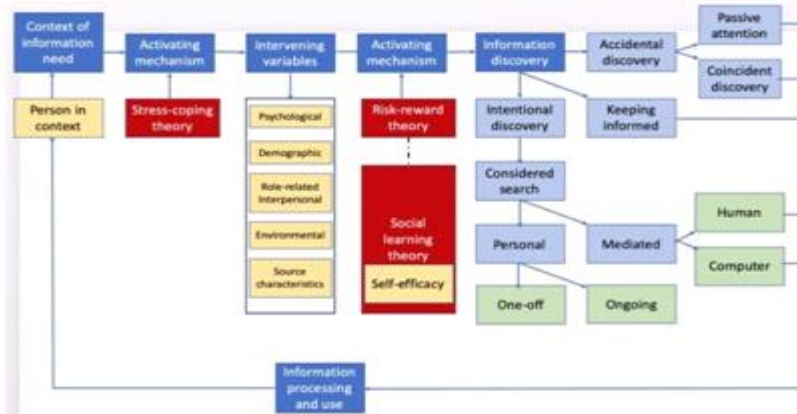 Context of
information
need
Activating
mechanism
Intervening
variables
Activating
mechanism
Information
discovery
Accidental
discovery
Passive
attention
Coincident
discovery
Person in
context
Stress-coping
theory
Psychological
Demographic
Role-related
Interpersonal
Environmental
Source
characteristics
Risk-reward
theory
Social
learning
theory
Self-efficacy
Intentional
discovery
Keeping
informed
Considered
search
Personal
Mediated
Human
Computer
One-off
Ongoing
Information
processing
and use